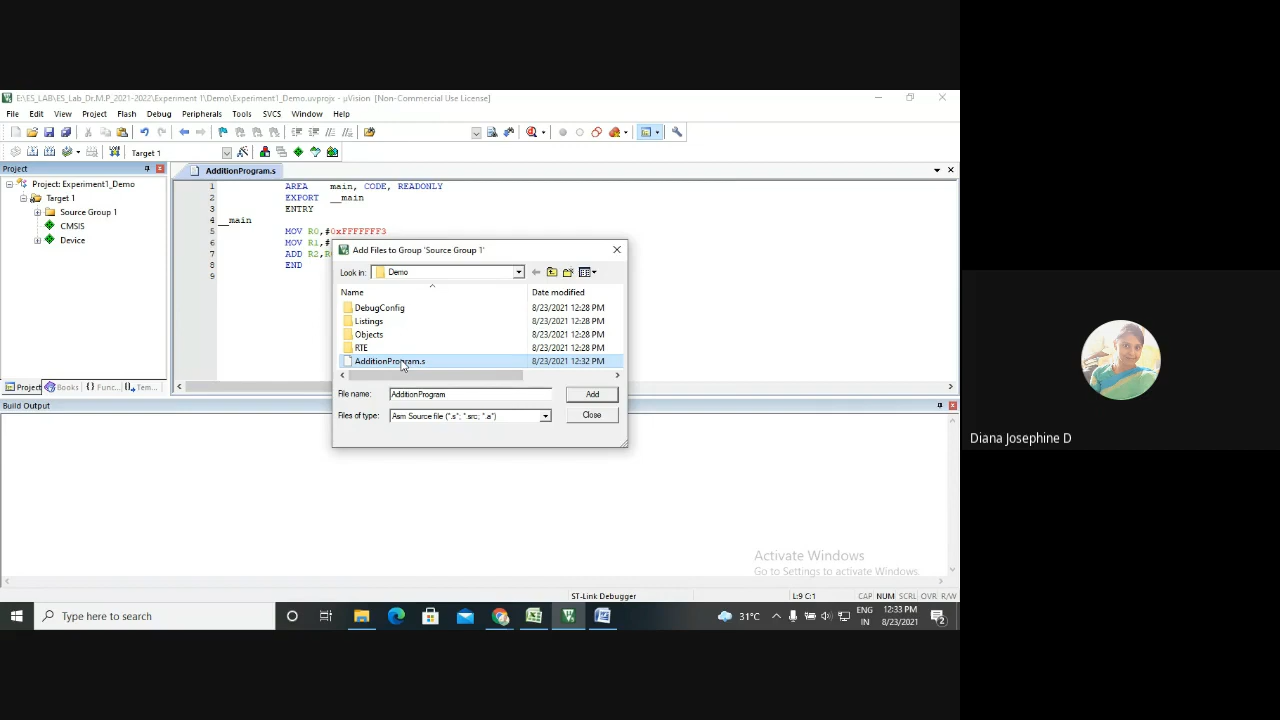 E:\ES_LAB\ES_Lab_Dr.M.P_2021-2022\Experiment 1\Demo\Experiment1_Demo.uvprojx - µVision [Non-Commercial Use License]
File Edit View Project Flash Debug Peripherals Tools SVCS Window Help
Target 1
Project
Project: Experiment1_Demo
Target 1
Source Group 1
CMSIS
Device
Project Books {} Func... Tem...
AdditionProgram.s
1 AREA main, CODE, READONLY
2 EXPORT __main
3 ENTRY
4 __main
5 MOV R0,#0xFFFFFFF3
6 MOV R1,#
7 ADD R2,R
8 END
9
Add Files to Group 'Source Group 1'
Look in: Demo
Name Date modified
DebugConfig 8/23/2021 12:28 PM
Listings 8/23/2021 12:28 PM
Objects 8/23/2021 12:28 PM
RTE 8/23/2021 12:28 PM
AdditionProgram.s 8/23/2021 12:32 PM
File name: AdditionProgram Add
Files of type: Asm Source file (*.s*; *.src; *.a*) Close
Build Output
Activate Windows
Go to Settings to activate Windows.
ST-Link Debugger L:9 C:1 CAP NUM SCRL OVR R/W
Type here to search
31°C
ENG
IN
12:33 PM
8/23/2021
2
Diana Josephine D